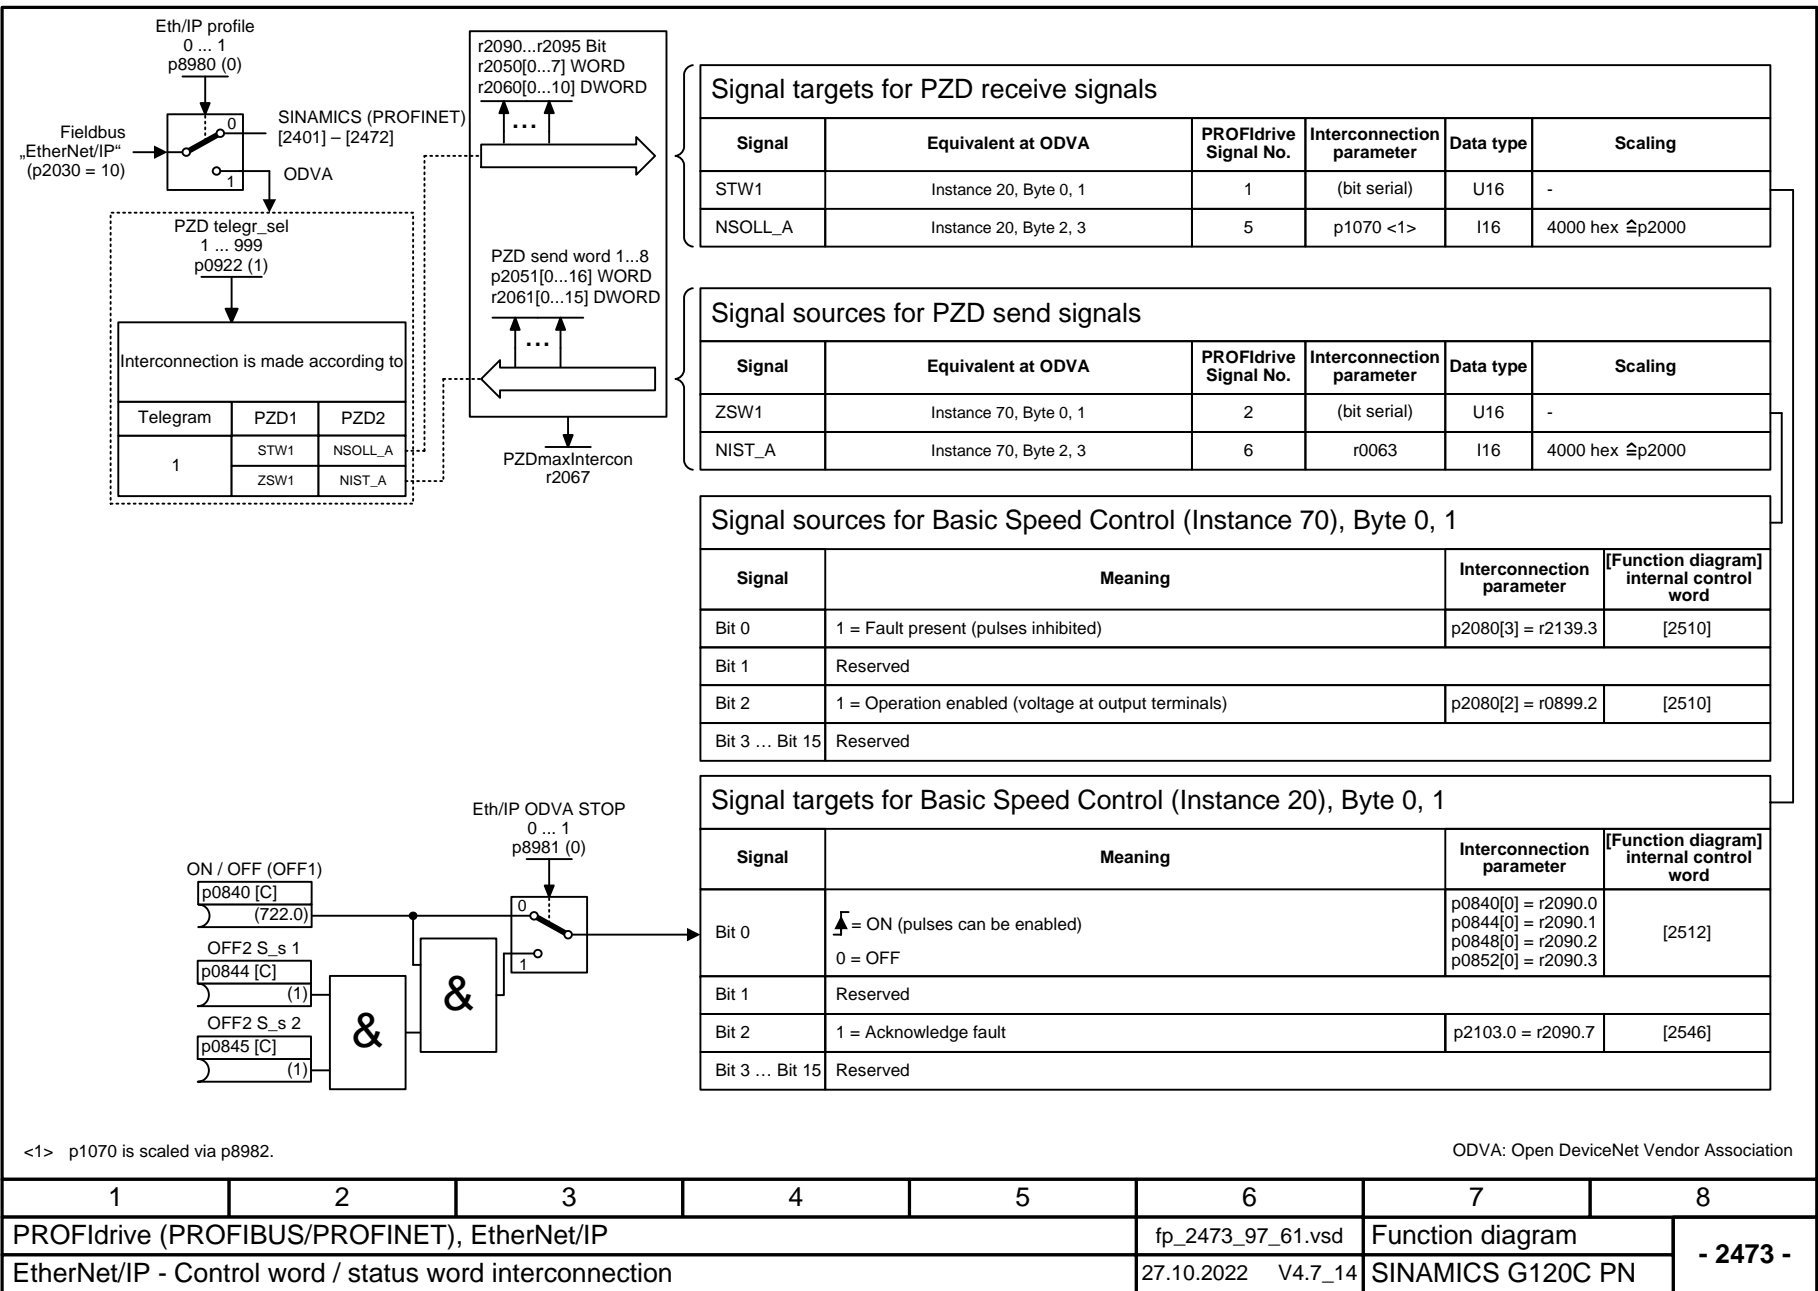 Eth/IP profile
0 ... 1
p8980 (0)
Fieldbus
„EtherNet/IP“
(p2030 = 10)
0
1
SINAMICS (PROFINET)
[2401] – [2472]
ODVA
PZD telegr_sel
1 ... 999
p0922 (1)
Interconnection is made according to
Telegram PZD1 PZD2
1 STW1 NSOLL_A
ZSW1 NIST_A
r2090...r2095 Bit
r2050[0...7] WORD
r2060[0...10] DWORD
...
PZD send word 1...8
p2051[0...16] WORD
r2061[0...15] DWORD
...
PZDmaxIntercon
r2067
Signal targets for PZD receive signals
Signal Equivalent at ODVA PROFIdrive Signal No. Interconnection parameter Data type Scaling
STW1 Instance 20, Byte 0, 1 1 (bit serial) U16 -
NSOLL_A Instance 20, Byte 2, 3 5 p1070 <1> I16 4000 hex ≙p2000
Signal sources for PZD send signals
Signal Equivalent at ODVA PROFIdrive Signal No. Interconnection parameter Data type Scaling
ZSW1 Instance 70, Byte 0, 1 2 (bit serial) U16 -
NIST_A Instance 70, Byte 2, 3 6 r0063 I16 4000 hex ≙p2000
Signal sources for Basic Speed Control (Instance 70), Byte 0, 1
Signal Meaning Interconnection parameter [Function diagram] internal control word
Bit 0 1 = Fault present (pulses inhibited) p2080[3] = r2139.3 [2510]
Bit 1 Reserved
Bit 2 1 = Operation enabled (voltage at output terminals) p2080[2] = r0899.2 [2510]
Bit 3 … Bit 15 Reserved
Signal targets for Basic Speed Control (Instance 20), Byte 0, 1
Signal Meaning Interconnection parameter [Function diagram] internal control word
Bit 0 = ON (pulses can be enabled)
0 = OFF
p0840[0] = r2090.0
p0844[0] = r2090.1
p0848[0] = r2090.2
p0852[0] = r2090.3
[2512]
Bit 1 Reserved
Bit 2 1 = Acknowledge fault p2103.0 = r2090.7 [2546]
Bit 3 … Bit 15 Reserved
Eth/IP ODVA STOP
0 ... 1
p8981 (0)
0
1
ON / OFF (OFF1)
p0840 [C]
(722.0)
OFF2 S_s 1
p0844 [C]
(1)
OFF2 S_s 2
p0845 [C]
(1)
&
&
<1> p1070 is scaled via p8982.
ODVA: Open DeviceNet Vendor Association
1 2 3 4 5 6 7 8
PROFIdrive (PROFIBUS/PROFINET), EtherNet/IP fp_2473_97_61.vsd Function diagram
- 2473 -
EtherNet/IP - Control word / status word interconnection 27.10.2022 V4.7_14 SINAMICS G120C PN